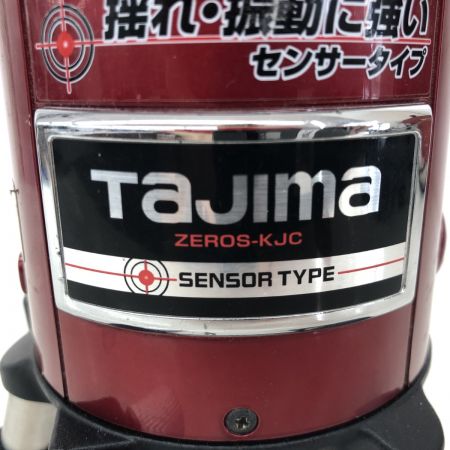 揺れ・振動に強い
センサータイプ
TaJima
ZEROS-KJC
SENSOR TYPE